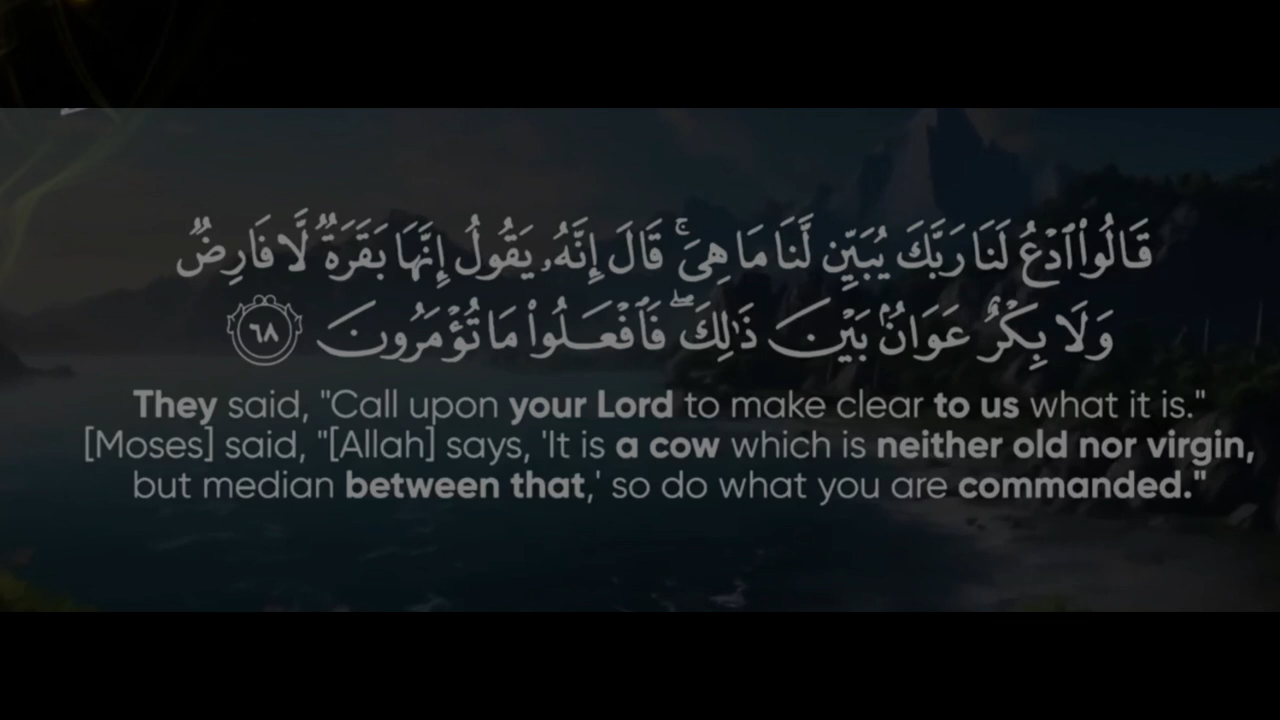 قَالُوا۟ ٱدْعُ لَنَا رَبَّكَ يُبَيِّن لَّنَا مَا هِىَ ۚ قَالَ إِنَّهُۥ يَقُولُ إِنَّهَا بَقَرَةٌ لَّا فَارِضٌ
وَلَا بِكْرٌ عَوَانٌۢ بَيْنَ ذَٰلِكَ ۖ فَٱفْعَلُوا۟ مَا تُؤْمَرُونَ ٦٨
They said, "Call upon your Lord to make clear to us what it is."
[Moses] said, "[Allah] says, 'It is a cow which is neither old nor virgin,
but median between that,' so do what you are commanded."